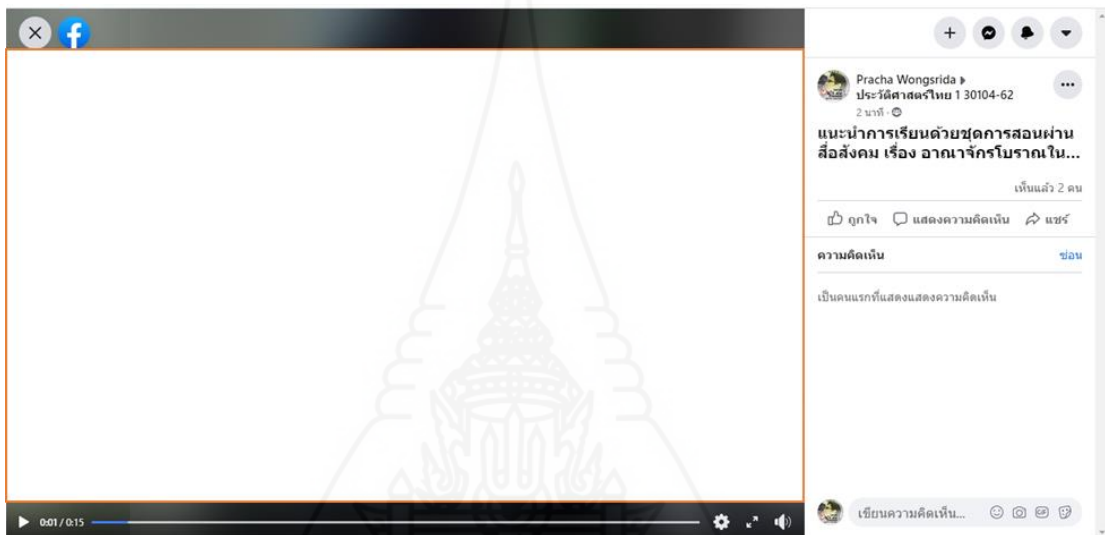 Pracha Wongsrida
ประวัติศาสตร์ไทย 1 30104-62
2 นาที
แนะนำการเรียนด้วยชุดการสอนผ่าน
สื่อสังคม เรื่อง อาณาจักรโบราณใน...
เห็นแล้ว 2 คน
ถูกใจ แสดงความคิดเห็น แชร์
ความคิดเห็น ซ่อน
เป็นคนแรกที่แสดงแสดงความคิดเห็น
0:01 / 0:15
เขียนความคิดเห็น... GIF